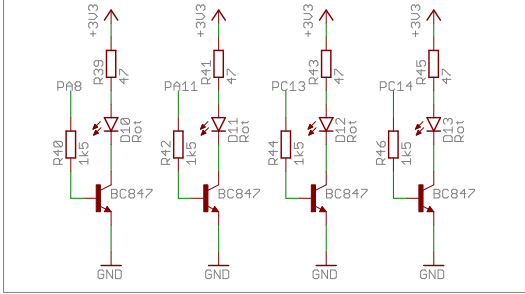 +3V3
+3V3
+3V3
+3V3
R39
47
R41
47
R43
47
R45
47
PA8
PA11
PC13
PC14
D10
Rot
D11
Rot
D12
Rot
D13
Rot
R40
1k5
R42
1k5
R44
1k5
R46
1k5
BC847
BC847
BC847
BC847
GND
GND
GND
GND